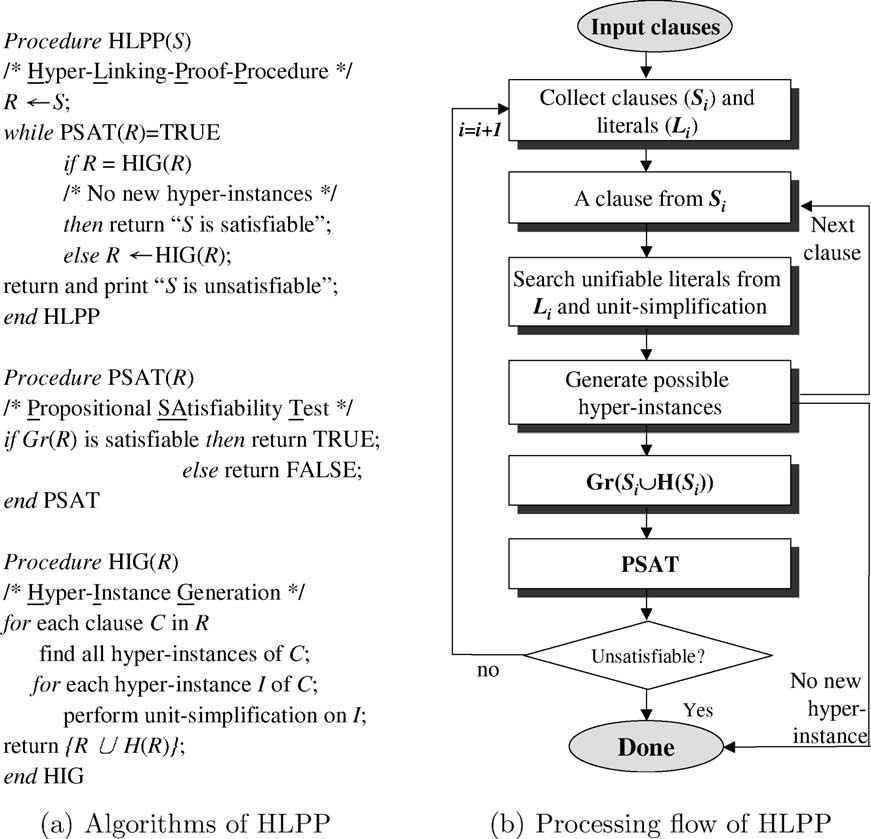 Procedure HLPP(S)
/* Hyper-Linking-Proof-Procedure */
R ←S;
while PSAT(R)=TRUE
if R = HIG(R)
/* No new hyper-instances */
then return “S is satisfiable”;
else R ←HIG(R);
return and print “S is unsatisfiable”;
end HLPP
Procedure PSAT(R)
/* Propositional SAtisfiability Test */
if Gr(R) is satisfiable then return TRUE;
else return FALSE;
end PSAT
Procedure HIG(R)
/* Hyper-Instance Generation */
for each clause C in R
find all hyper-instances of C;
for each hyper-instance I of C;
perform unit-simplification on I;
return {R ∪ H(R)};
end HIG
(a) Algorithms of HLPP
Input clauses
Collect clauses (Si) and
literals (Li)
i=i+1
A clause from Si
Next
clause
Search unifiable literals from
Li and unit-simplification
Generate possible
hyper-instances
Gr(Si∪H(Si))
PSAT
Unsatisfiable?
no
Yes
No new
hyper-
instance
Done
(b) Processing flow of HLPP